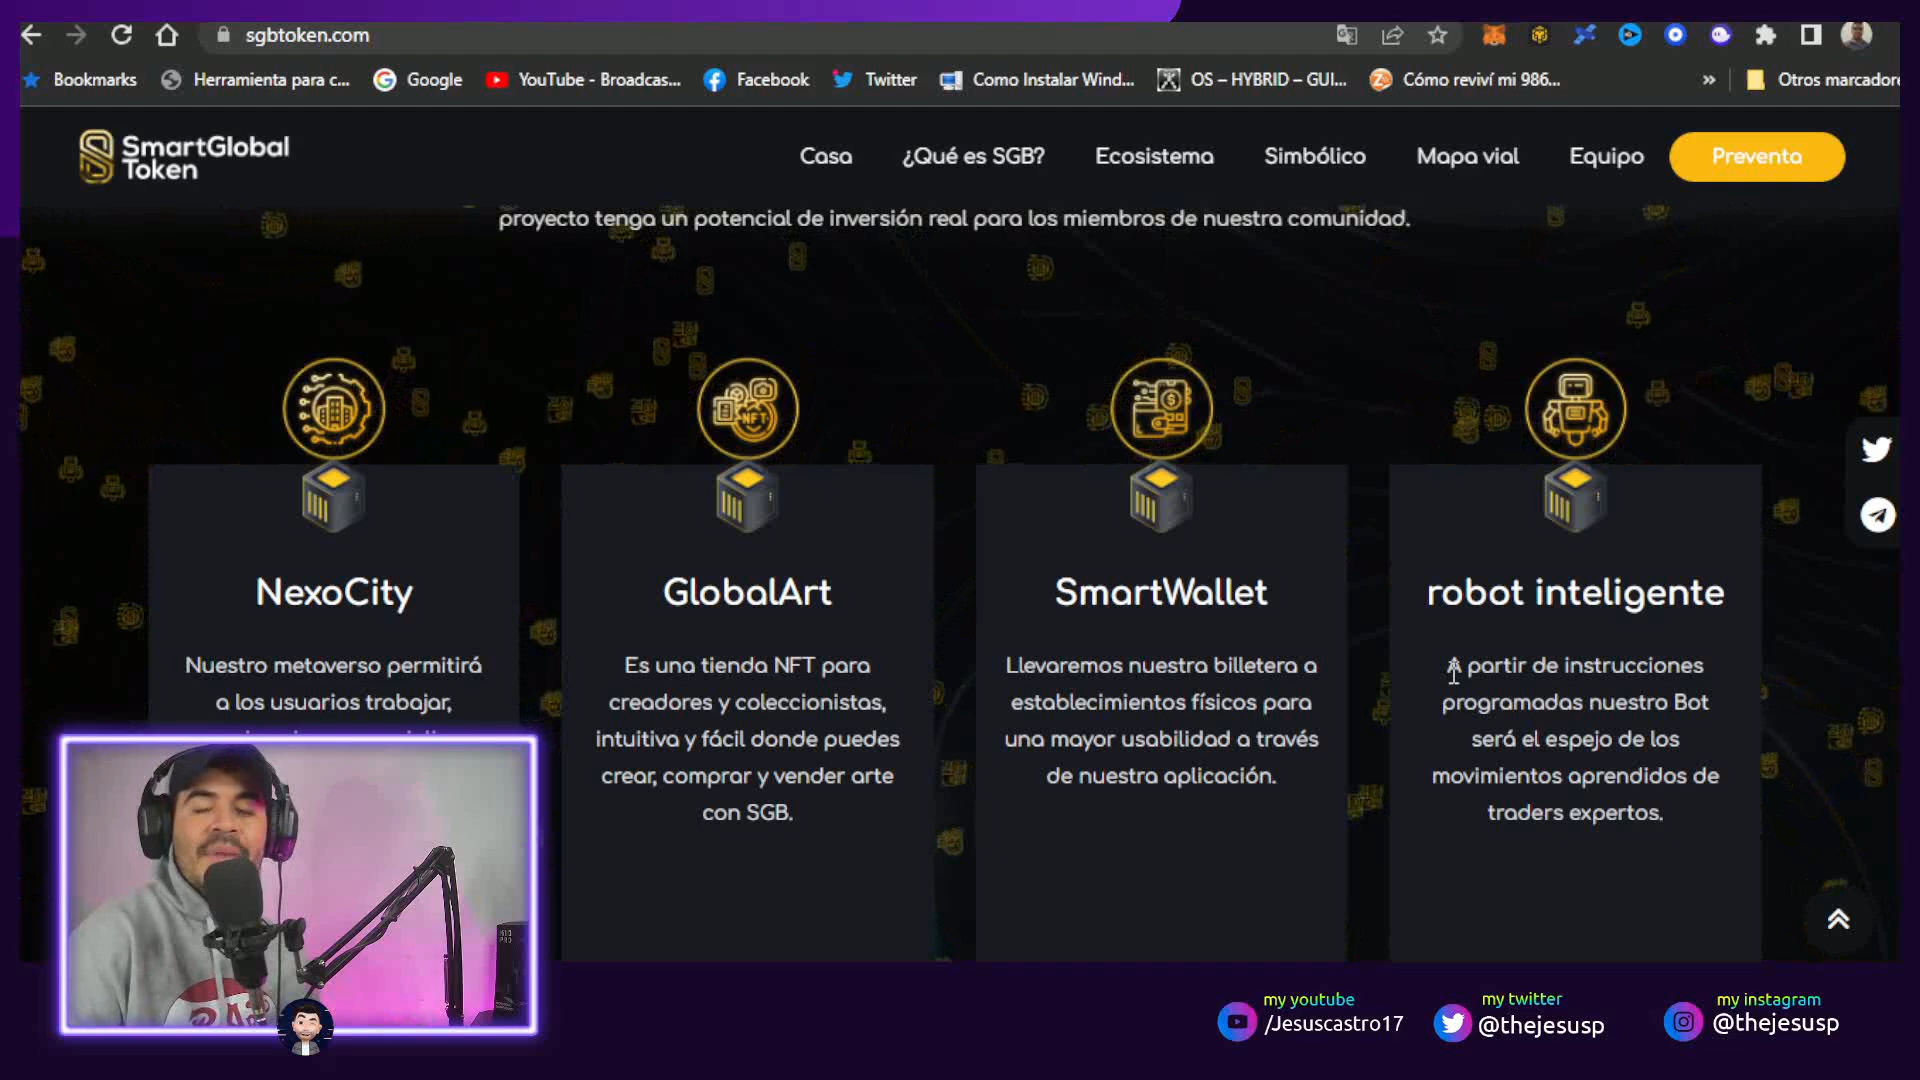 sgbtoken.com
Bookmarks
Herramienta para c...
Google
YouTube - Broadcas...
Facebook
Twitter
Como Instalar Wind...
OS – HYBRID – GUI...
Cómo reviví mi 986...
»
Otros marcadore
SmartGlobal
Token
Casa
¿Qué es SGB?
Ecosistema
Simbólico
Mapa vial
Equipo
Preventa
proyecto tenga un potencial de inversión real para los miembros de nuestra comunidad.
NexoCity
Nuestro metaverso permitirá
a los usuarios trabajar,
GlobalArt
Es una tienda NFT para
creadores y coleccionistas,
intuitiva y fácil donde puedes
crear, comprar y vender arte
con SGB.
SmartWallet
Llevaremos nuestra billetera a
establecimientos físicos para
una mayor usabilidad a través
de nuestra aplicación.
robot inteligente
A partir de instrucciones
programadas nuestro Bot
será el espejo de los
movimientos aprendidos de
traders expertos.
my youtube
/Jesuscastro17
my twitter
@thejesusp
my instagram
@thejesusp